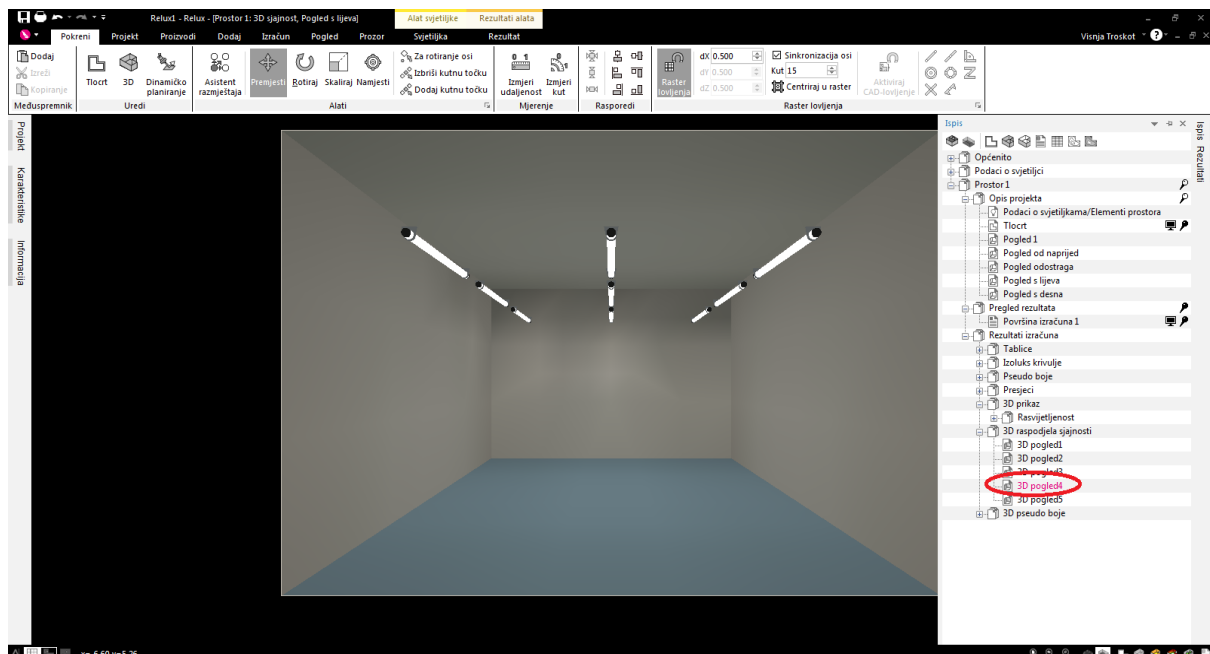 Relux1 - Relux - [Prostor 1: 3D sjajnost, Pogled s lijeva]
Alat svjetiljke
Rezultati alata
Pokreni
Projekt
Proizvodi
Dodaj
Izračun
Pogled
Prozor
Svjetiljka
Rezultat
Visnja Troskot
Dodaj
Izreži
Kopiranje
Međuspremnik
Tlocrt
3D
Dinamičko
planiranje
Uredi
Asistent
razmještaja
Premjesti
Rotiraj
Skaliraj
Namjesti
Za rotiranje osi
Izbriši kutnu točku
Dodaj kutnu točku
Alati
Izmjeri
udaljenost
Izmjeri
kut
Mjerenje
Rasporedi
Raster
lovljenja
dX 0.500
dY 0.500
dZ 0.500
Sinkronizacija osi
Kut 15
Centriraj u raster
Aktiviraj
CAD-lovljenje
Raster lovljenja
Projekt
Karakteristike
Informacija
Ispis
Općenito
Podaci o svjetiljci
Prostor 1
Opis projekta
Podaci o svjetiljkama/Elementi prostora
Tlocrt
Pogled 1
Pogled od naprijed
Pogled odostraga
Pogled s lijeva
Pogled s desna
Pregled rezultata
Površina izračuna 1
Rezultati izračuna
Tablice
Izoluks krivulje
Pseudo boje
Presjeci
3D prikaz
Rasvijetljenost
3D raspodjela sjajnosti
3D pogled1
3D pogled2
3D pogled3
3D pogled4
3D pogled5
3D pseudo boje
Ispis
Rezultati
x=-6.60 y=5.26